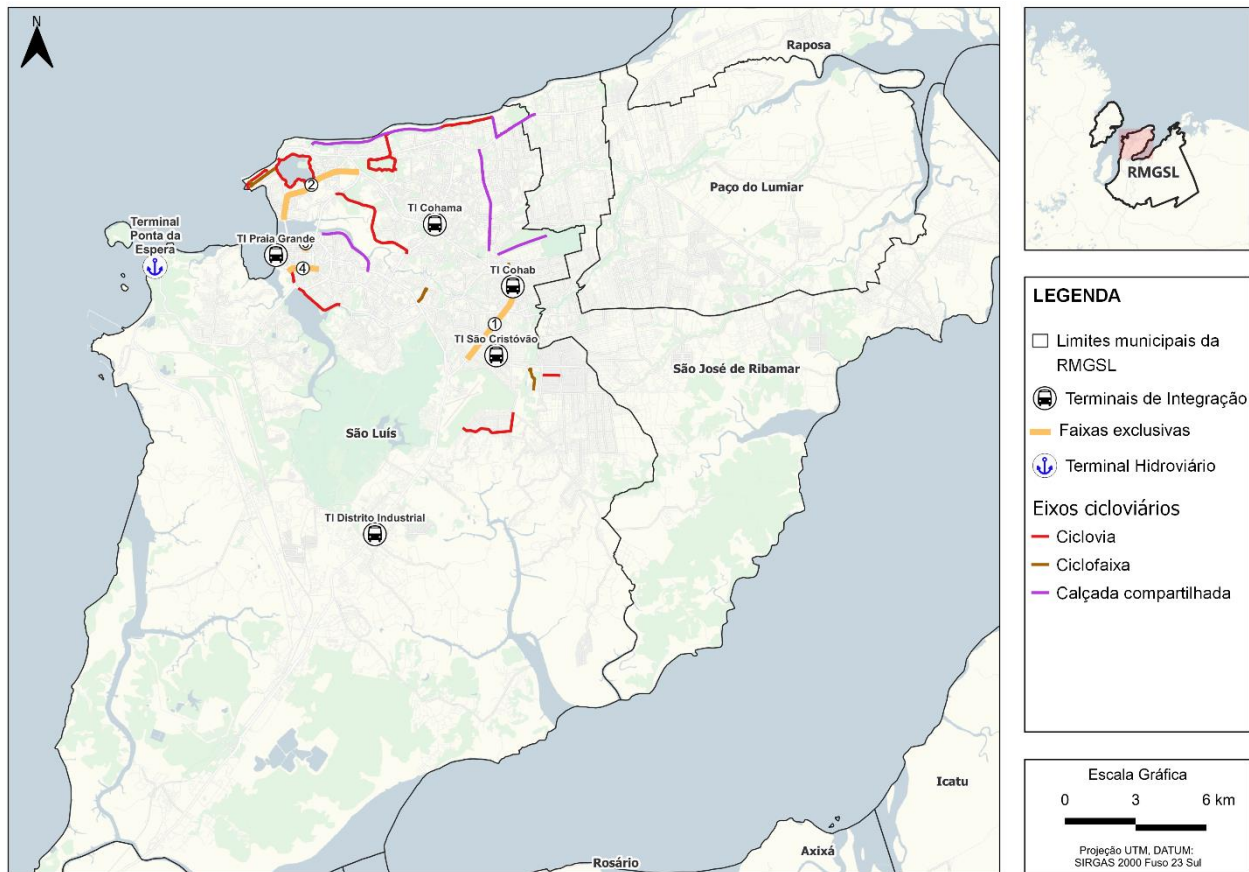 N
Raposa
Paço do Lumiar
TI Cohama
Terminal
Ponta da
Espera
TI Praia Grande
2
4
TI Cohab
1
TI São Cristóvão
São José de Ribamar
São Luís
TI Distrito Industrial
Icatu
Axixá
Rosário
RMGSL
LEGENDA
Limites municipais da
RMGSL
Terminais de Integração
Faixas exclusivas
Terminal Hidroviário
Eixos cicloviários
Ciclovia
Ciclofaixa
Calçada compartilhada
Escala Gráfica
0 3 6 km
Projeção UTM, DATUM:
SIRGAS 2000 Fuso 23 Sul